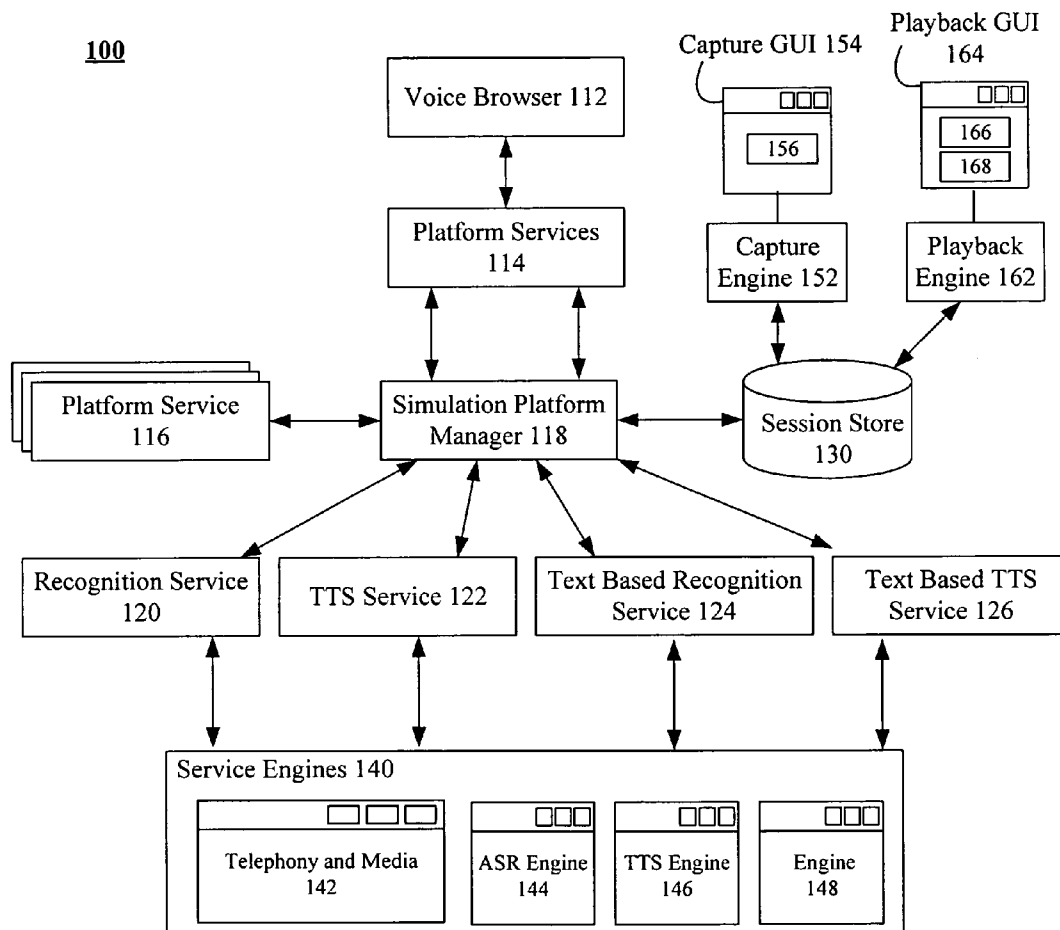 100
Capture GUI 154
Playback GUI
164
Voice Browser 112
156
166
168
Platform Services
114
Capture
Engine 152
Playback
Engine 162
Platform Service
116
Simulation Platform
Manager 118
Session Store
130
Recognition Service
120
TTS Service 122
Text Based Recognition
Service 124
Text Based TTS
Service 126
Service Engines 140
Telephony and Media
142
ASR Engine
144
TTS Engine
146
Engine
148